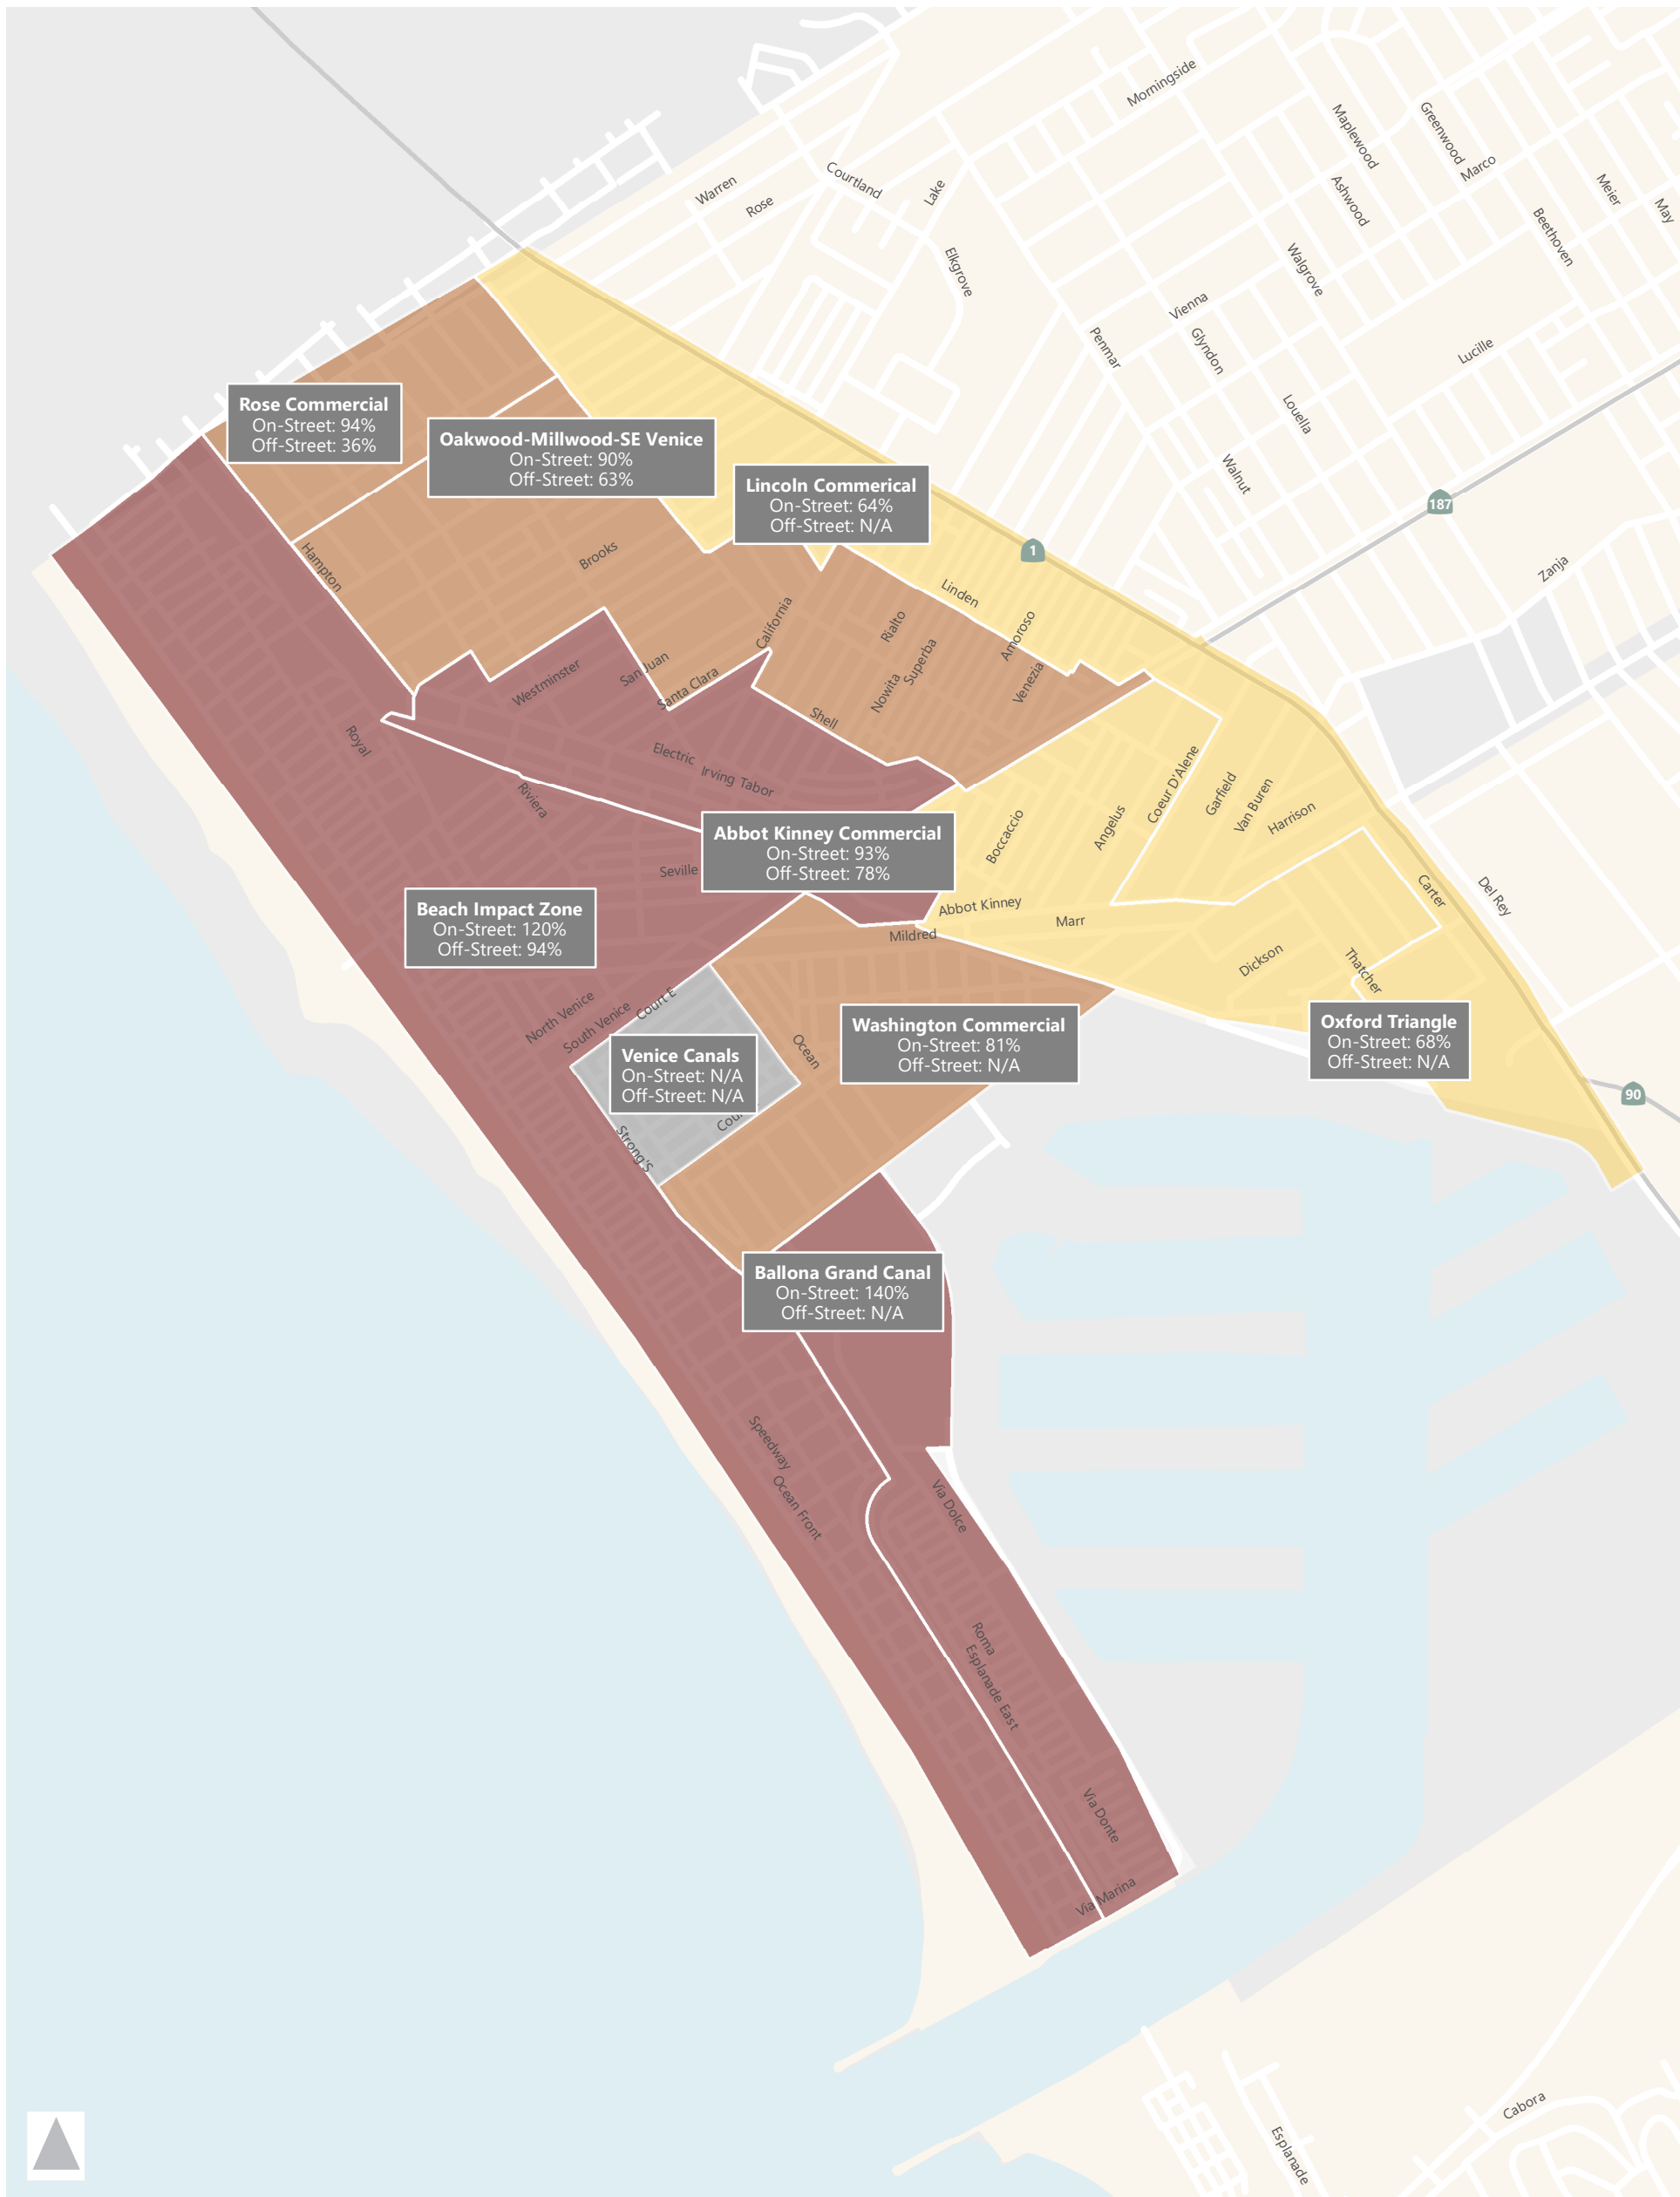 Morningside
Maplewood
Greenwood
Marco
Ashwood
Meier
May
Beethoven
Warren
Rose
Courtland
Lake
Elkgrove
Walgrove
Vienna
Glyndon
Penmar
Lucille
Louella
Walnut
187
Zanja
1
Rose Commercial
On-Street: 94%
Off-Street: 36%
Oakwood-Millwood-SE Venice
On-Street: 90%
Off-Street: 63%
Lincoln Commerical
On-Street: 64%
Off-Street: N/A
Hampton
Brooks
California
Linden
Rialto
Superba
Nowita
Amoroso
Venezia
Westminster
San Juan
Santa Clara
Shell
Royal
Electric
Irving Tabor
Riviera
Coeur D'Alene
Garfield
Van Buren
Harrison
Boccaccio
Angelus
Abbot Kinney Commercial
On-Street: 93%
Off-Street: 78%
Seville
Carter
Del Rey
Beach Impact Zone
On-Street: 120%
Off-Street: 94%
Abbot Kinney
Marr
Mildred
Dickson
Thatcher
North Venice
South Venice
Court E
Ocean
Washington Commercial
On-Street: 81%
Off-Street: N/A
Oxford Triangle
On-Street: 68%
Off-Street: N/A
Venice Canals
On-Street: N/A
Off-Street: N/A
90
Strong'S
Ballona Grand Canal
On-Street: 140%
Off-Street: N/A
Speedway
Ocean Front
Via Dolce
Roma
Esplanade East
Via Donte
Via Marina
Cabora
Esplanade